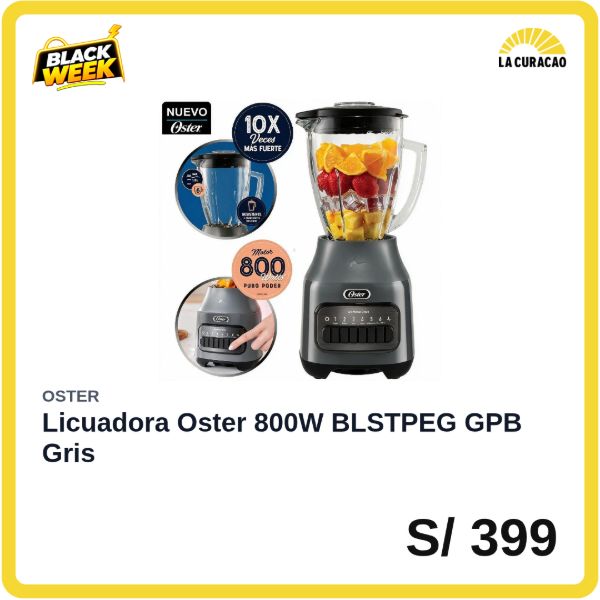 BLACK
WEEK
LA CURACAO
NUEVO
Oster
10X
Veces
MÁS FUERTE
Motor
800
Watts
PURO PODER
Oster
OSTER
Licuadora Oster 800W BLSTPEG GPB
Gris
S/ 399